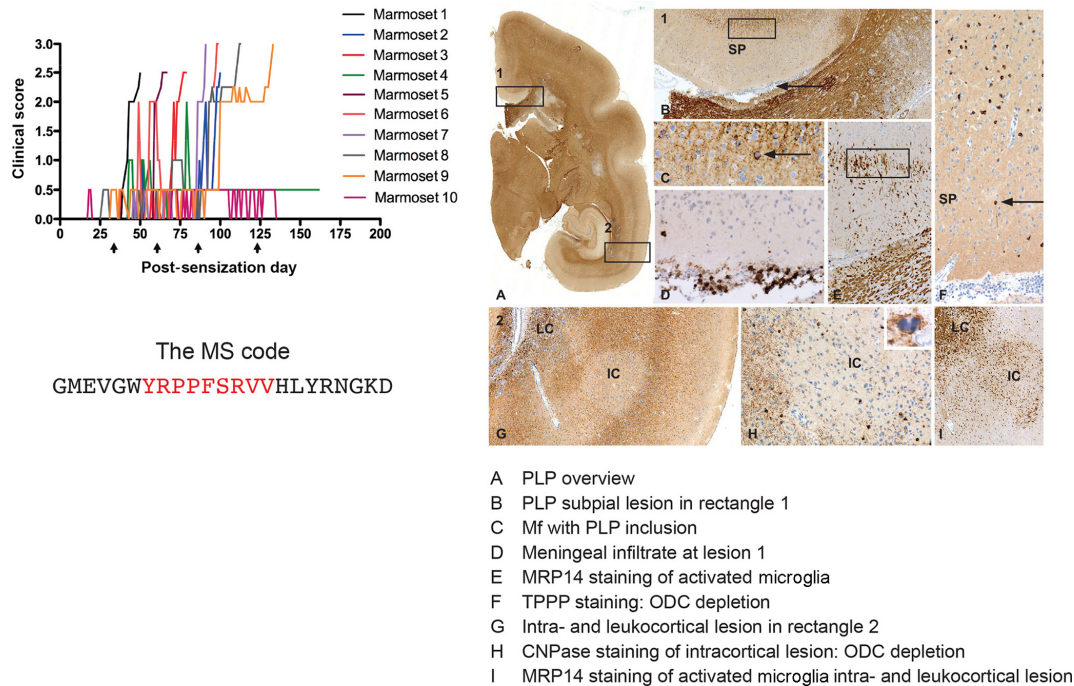 Marmoset 1
Marmoset 2
Marmoset 3
Marmoset 4
Marmoset 5
Marmoset 6
Marmoset 7
Marmoset 8
Marmoset 9
Marmoset 10
Clinical score
3.0
2.5
2.0
1.5
1.0
0.5
0.0
0 25 50 75 100 125 150 175 200
Post-sensization day
The MS code
GMEVGWYRPPFSRVVHLYRNGKD
1
2
A
1
SP
B
C
D
E
SP
F
2
LC
IC
G
IC
H
LC
IC
I
A PLP overview
B PLP subpial lesion in rectangle 1
C Mf with PLP inclusion
D Meningeal infiltrate at lesion 1
E MRP14 staining of activated microglia
F TPPP staining: ODC depletion
G Intra- and leukocortical lesion in rectangle 2
H CNPase staining of intracortical lesion: ODC depletion
I MRP14 staining of activated microglia intra- and leukocortical lesion